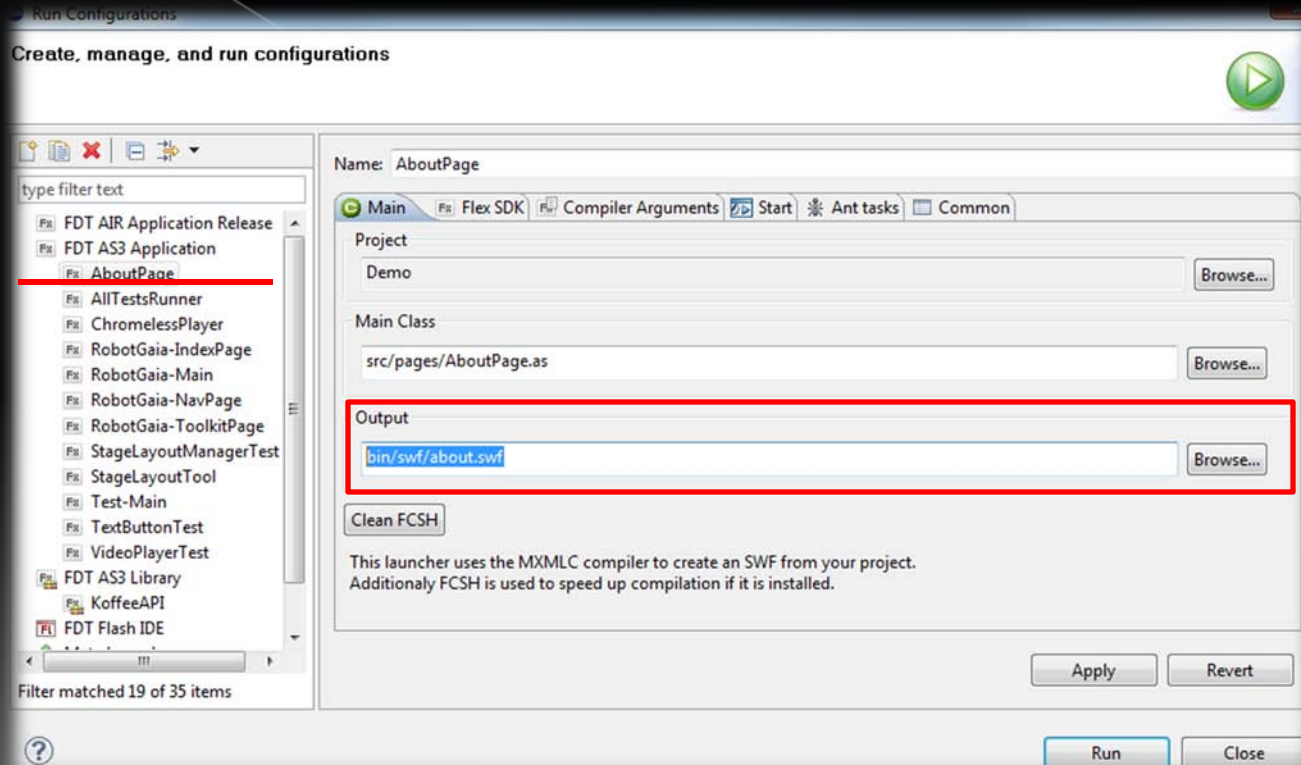 Run Configurations
Create, manage, and run configurations
type filter text
FDT AIR Application Release
FDT AS3 Application
AboutPage
AllTestsRunner
ChromelessPlayer
RobotGaia-IndexPage
RobotGaia-Main
RobotGaia-NavPage
RobotGaia-ToolkitPage
StageLayoutManagerTest
StageLayoutTool
Test-Main
TextButtonTest
VideoPlayerTest
FDT AS3 Library
KoffeeAPI
FDT Flash IDE
Filter matched 19 of 35 items
Name: AboutPage
Main Flex SDK Compiler Arguments Start Ant tasks Common
Project
Demo Browse...
Main Class
src/pages/AboutPage.as Browse...
Output
bin/swf/about.swf Browse...
Clean FCSH
This launcher uses the MXMLC compiler to create an SWF from your project.
Additionaly FCSH is used to speed up compilation if it is installed.
Apply Revert
Run Close